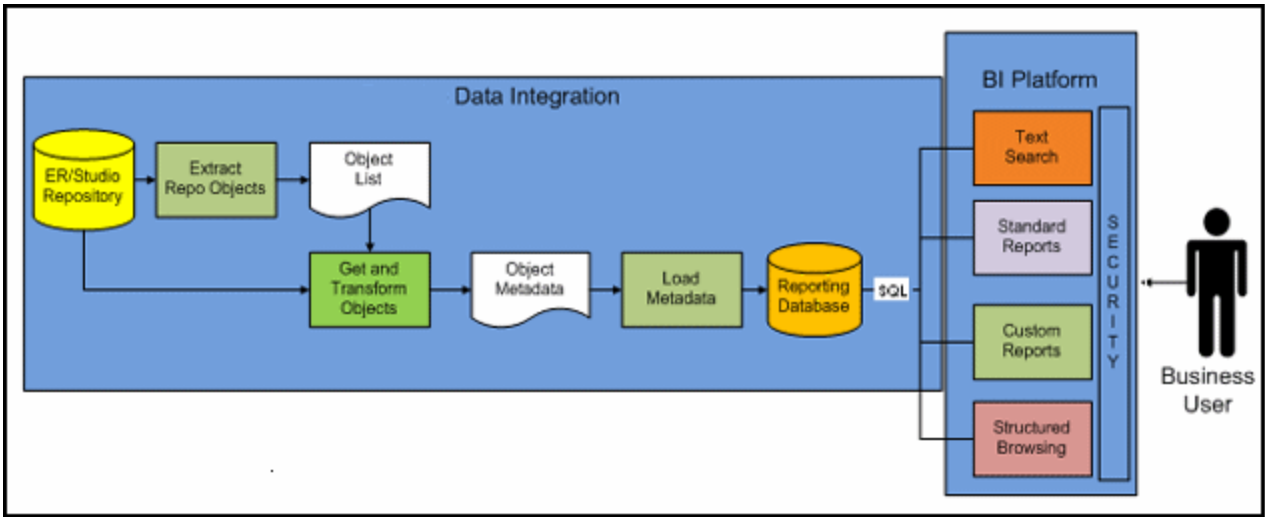 Data Integration
BI Platform
ER/Studio
Repository
Extract
Repo Objects
Object
List
Get and
Transform
Objects
Object
Metadata
Load
Metadata
Reporting
Database
SQL
Text
Search
Standard
Reports
Custom
Reports
Structured
Browsing
S
E
C
U
R
I
T
Y
Business
User